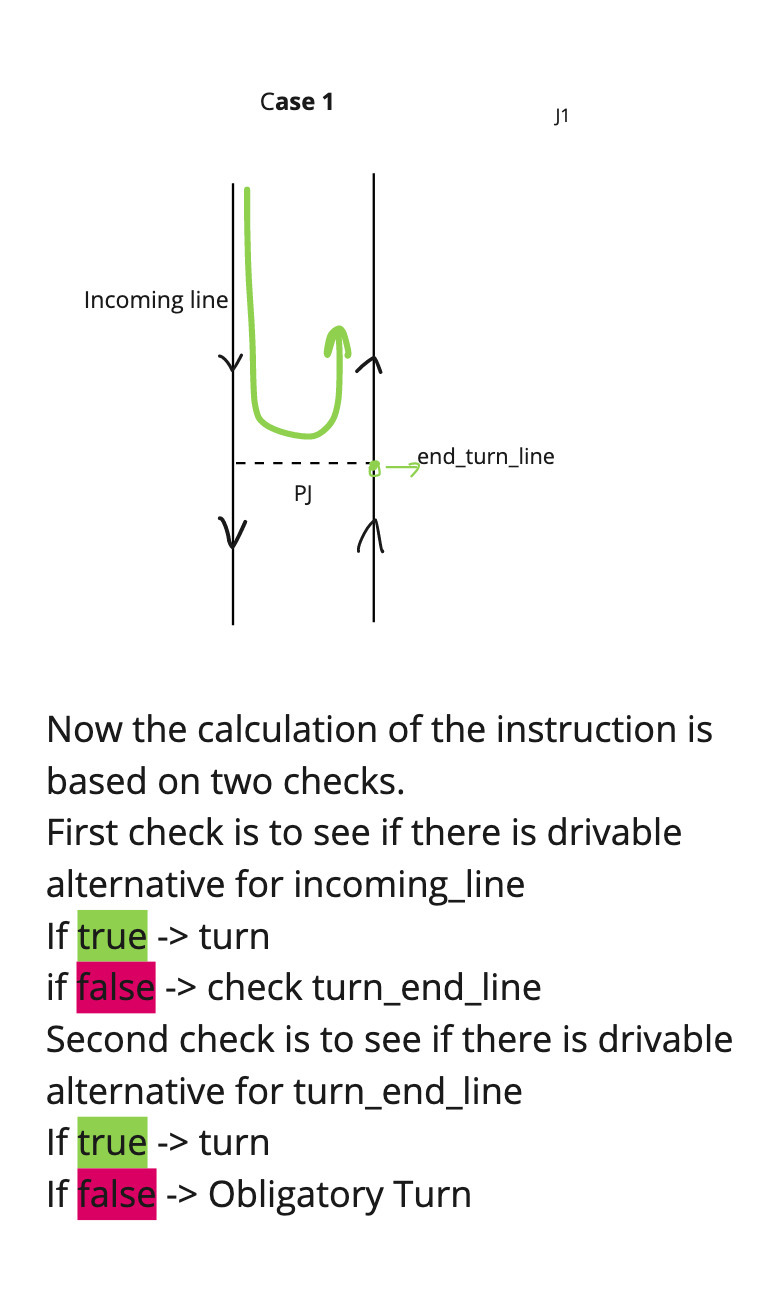 Case 1
J1
Incoming line
end_turn_line
PJ
Now the calculation of the instruction is
based on two checks.
First check is to see if there is drivable
alternative for incoming_line
If true -> turn
if false -> check turn_end_line
Second check is to see if there is drivable
alternative for turn_end_line
If true -> turn
If false -> Obligatory Turn